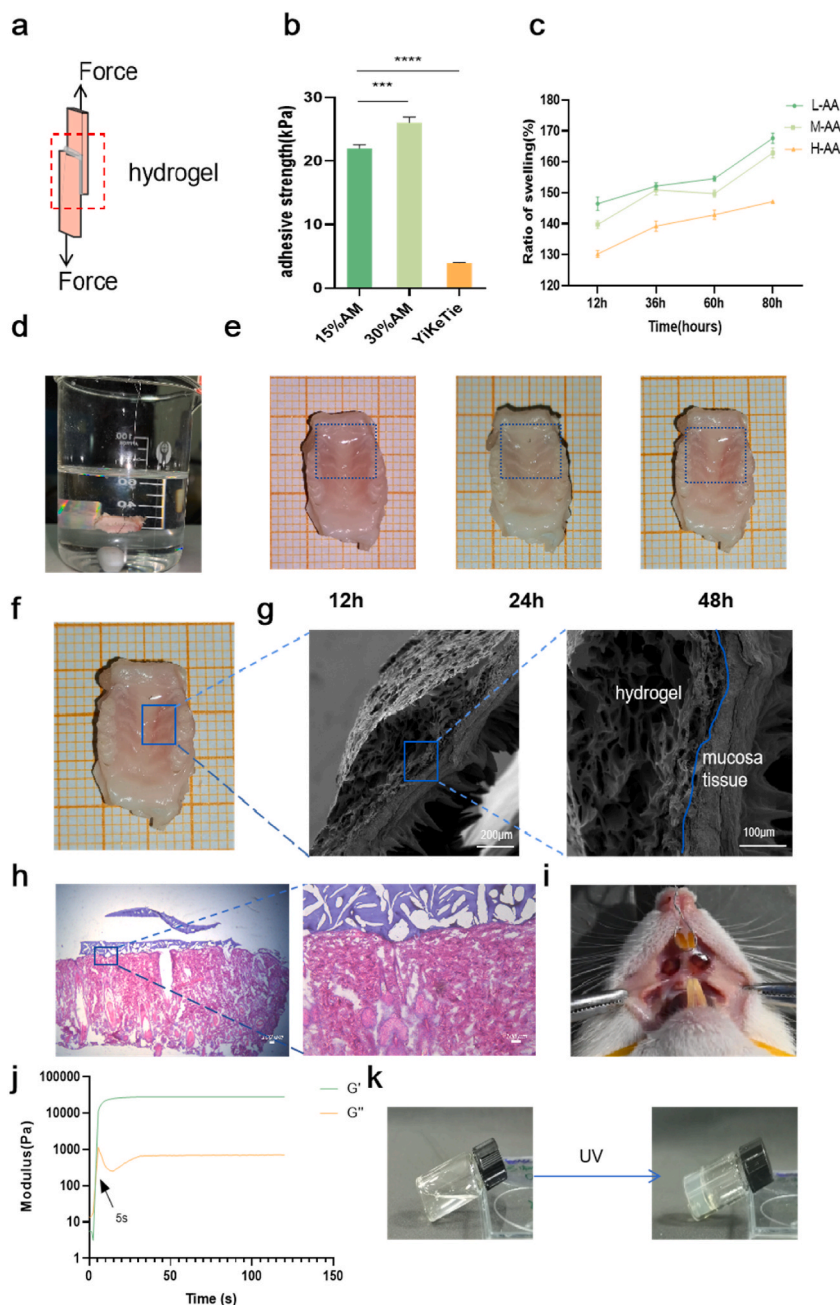 a
Force
hydrogel
Force
b
****
***
adhesive strength(kPa)
30
20
10
0
15%AM
30%AM
YiKeTie
c
L-AA
M-AA
H-AA
Ratio of swelling(%)
180
170
160
150
140
130
120
12h
36h
60h
80h
Time(hours)
d
e
12h
24h
48h
f
g
200μm
hydrogel
mucosa
tissue
100μm
h
i
j
G'
G''
Modulus(Pa)
100000
10000
1000
100
10
1
5s
0
50
100
150
Time (s)
k
UV